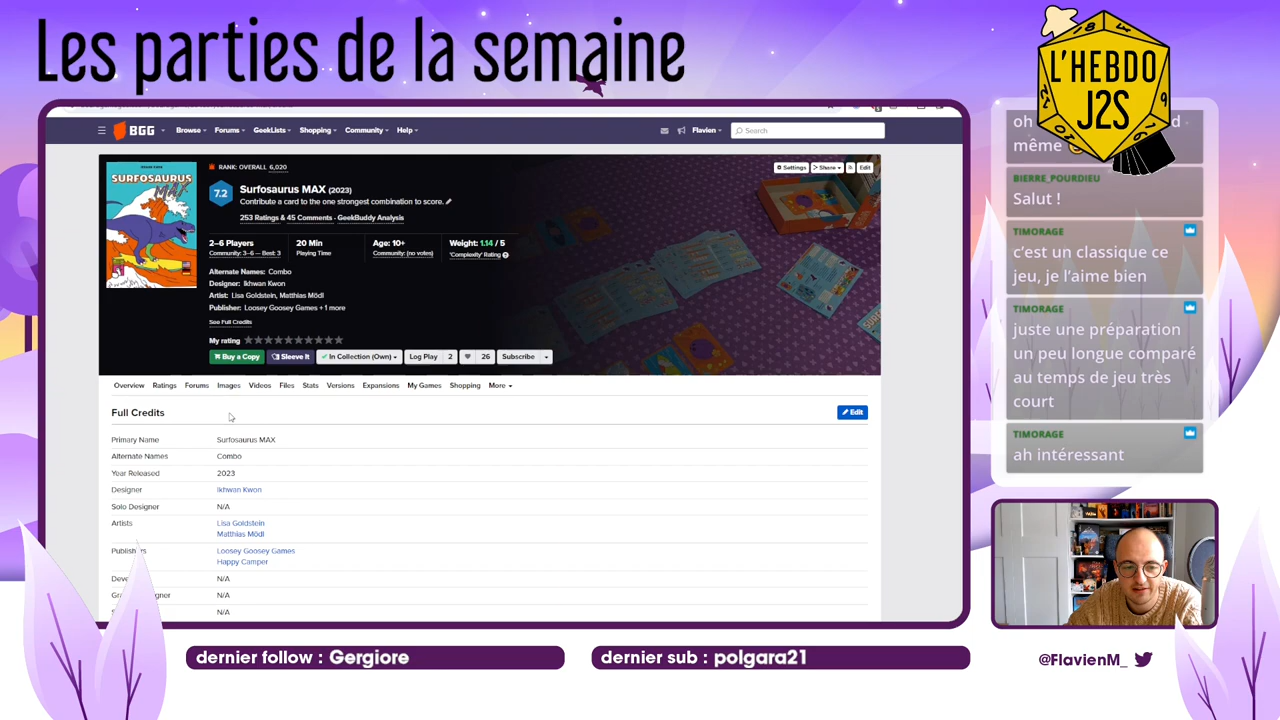 Les parties de la semaine
L'HEBDO
J2S
BGG
Browse
Forums
GeekLists
Shopping
Community
Help
Flavien
Search
RANK: OVERALL 6,020
Settings
Share
Edit
SURFOSAURUS
MAX
7.2
Surfosaurus MAX (2023)
Contribute a card to the one strongest combination to score.
253 Ratings & 45 Comments - GeekBuddy Analysis
2–6 Players
Community: 3–6 — Best: 3
20 Min
Playing Time
Age: 10+
Community: (no votes)
Weight: 1.14 / 5
'Complexity' Rating
Alternate Names: Combo
Designer: Ikhwan Kwon
Artist: Lisa Goldstein, Matthias Mödl
Publisher: Loosey Goosey Games + 1 more
See Full Credits
My rating
Buy a Copy
Sleeve It
In Collection (Own)
Log Play 2
26
Subscribe
Overview
Ratings
Forums
Images
Videos
Files
Stats
Versions
Expansions
My Games
Shopping
More
Full Credits
Edit
Primary Name Surfosaurus MAX
Alternate Names Combo
Year Released 2023
Designer Ikhwan Kwon
Solo Designer N/A
Artists Lisa Goldstein
Matthias Mödl
Publishers Loosey Goosey Games
Happy Camper
N/A
N/A
N/A
oh
même
BIERRE_POURDIEU
Salut !
TIMORAGE
c'est un classique ce
jeu, je l'aime bien
TIMORAGE
juste une préparation
un peu longue comparé
au temps de jeu très
court
TIMORAGE
ah intéressant
dernier follow : Gergiore
dernier sub : polgara21
@FlavienM_